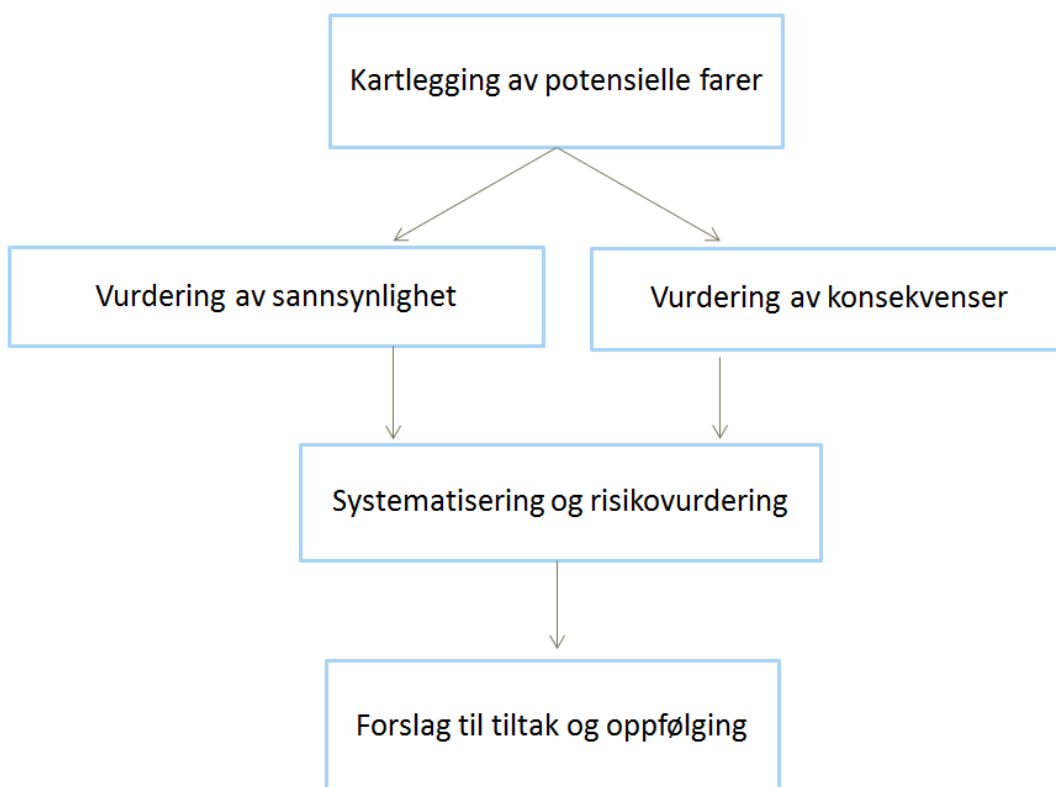 Kartlegging av potensielle farer
Vurdering av sannsynlighet
Vurdering av konsekvenser
Systematisering og risikovurdering
Forslag til tiltak og oppfølging